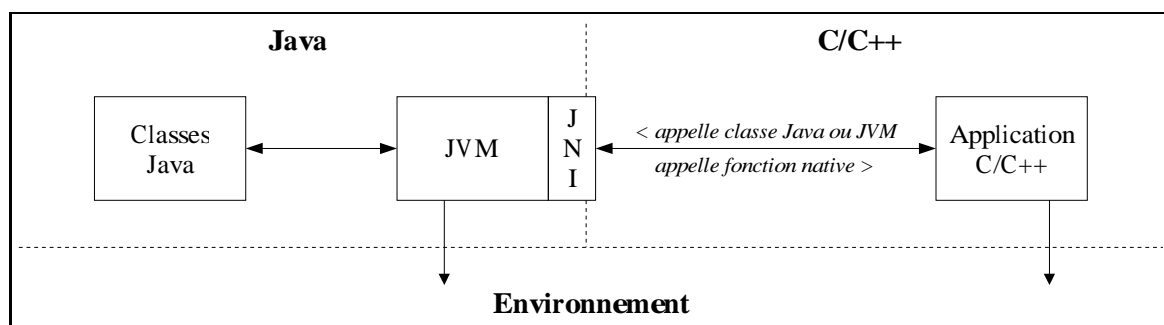 Java
C/C++
Classes
Java
JVM
J
N
I
< appelle classe Java ou JVM
appelle fonction native >
Application
C/C++
Environnement